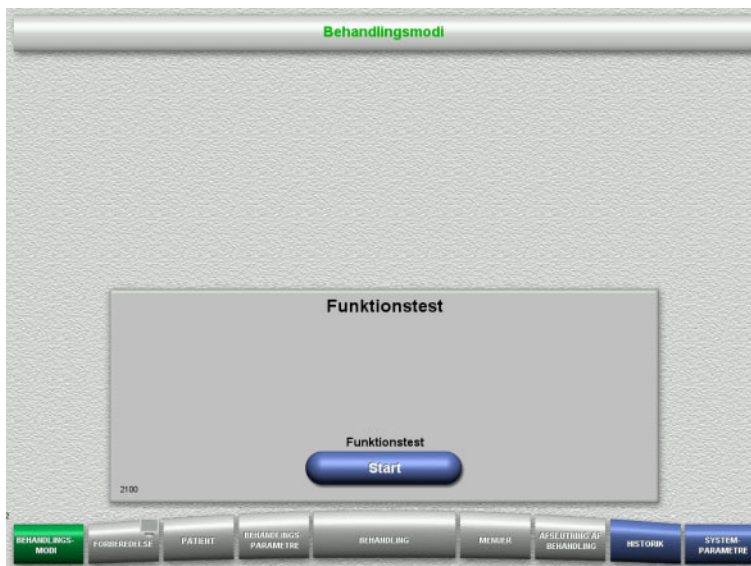 Behandlingsmodi
Funktionstest
Funktionstest
Start
2100
BEHANDLINGS-
MODI
FORBEREDELSE
PATIENT
BEHANDLINGS-
PARAMETRE
BEHANDLING
MENUER
AFSLUTNING AF
BEHANDLING
HISTORIK
SYSTEM-
PARAMETRE